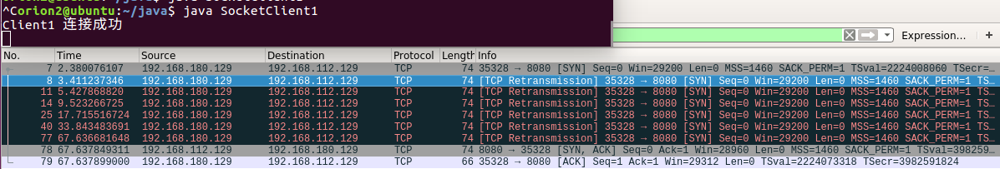 ^Corion2@ubuntu:~/java$ java SocketClient1
Client1 连接成功
Expression… +
No. Time Source Destination Protocol Length Info
7 2.380076107 192.168.180.129 192.168.112.129 TCP 74 35328 → 8080 [SYN] Seq=0 Win=29200 Len=0 MSS=1460 SACK_PERM=1 TSval=2224008060 TSecr=…
8 3.411237346 192.168.180.129 192.168.112.129 TCP 74 [TCP Retransmission] 35328 → 8080 [SYN] Seq=0 Win=29200 Len=0 MSS=1460 SACK_PERM=1 TS…
11 5.427868820 192.168.180.129 192.168.112.129 TCP 74 [TCP Retransmission] 35328 → 8080 [SYN] Seq=0 Win=29200 Len=0 MSS=1460 SACK_PERM=1 TS…
14 9.523266725 192.168.180.129 192.168.112.129 TCP 74 [TCP Retransmission] 35328 → 8080 [SYN] Seq=0 Win=29200 Len=0 MSS=1460 SACK_PERM=1 TS…
25 17.715516724 192.168.180.129 192.168.112.129 TCP 74 [TCP Retransmission] 35328 → 8080 [SYN] Seq=0 Win=29200 Len=0 MSS=1460 SACK_PERM=1 TS…
40 33.843483691 192.168.180.129 192.168.112.129 TCP 74 [TCP Retransmission] 35328 → 8080 [SYN] Seq=0 Win=29200 Len=0 MSS=1460 SACK_PERM=1 TS…
77 67.636681648 192.168.180.129 192.168.112.129 TCP 74 [TCP Retransmission] 35328 → 8080 [SYN] Seq=0 Win=29200 Len=0 MSS=1460 SACK_PERM=1 TS…
78 67.637849311 192.168.112.129 192.168.180.129 TCP 74 8080 → 35328 [SYN, ACK] Seq=0 Ack=1 Win=28960 Len=0 MSS=1460 SACK_PERM=1 TSval=398259…
79 67.637899000 192.168.180.129 192.168.112.129 TCP 66 35328 → 8080 [ACK] Seq=1 Ack=1 Win=29312 Len=0 TSval=2224073318 TSecr=3982591824